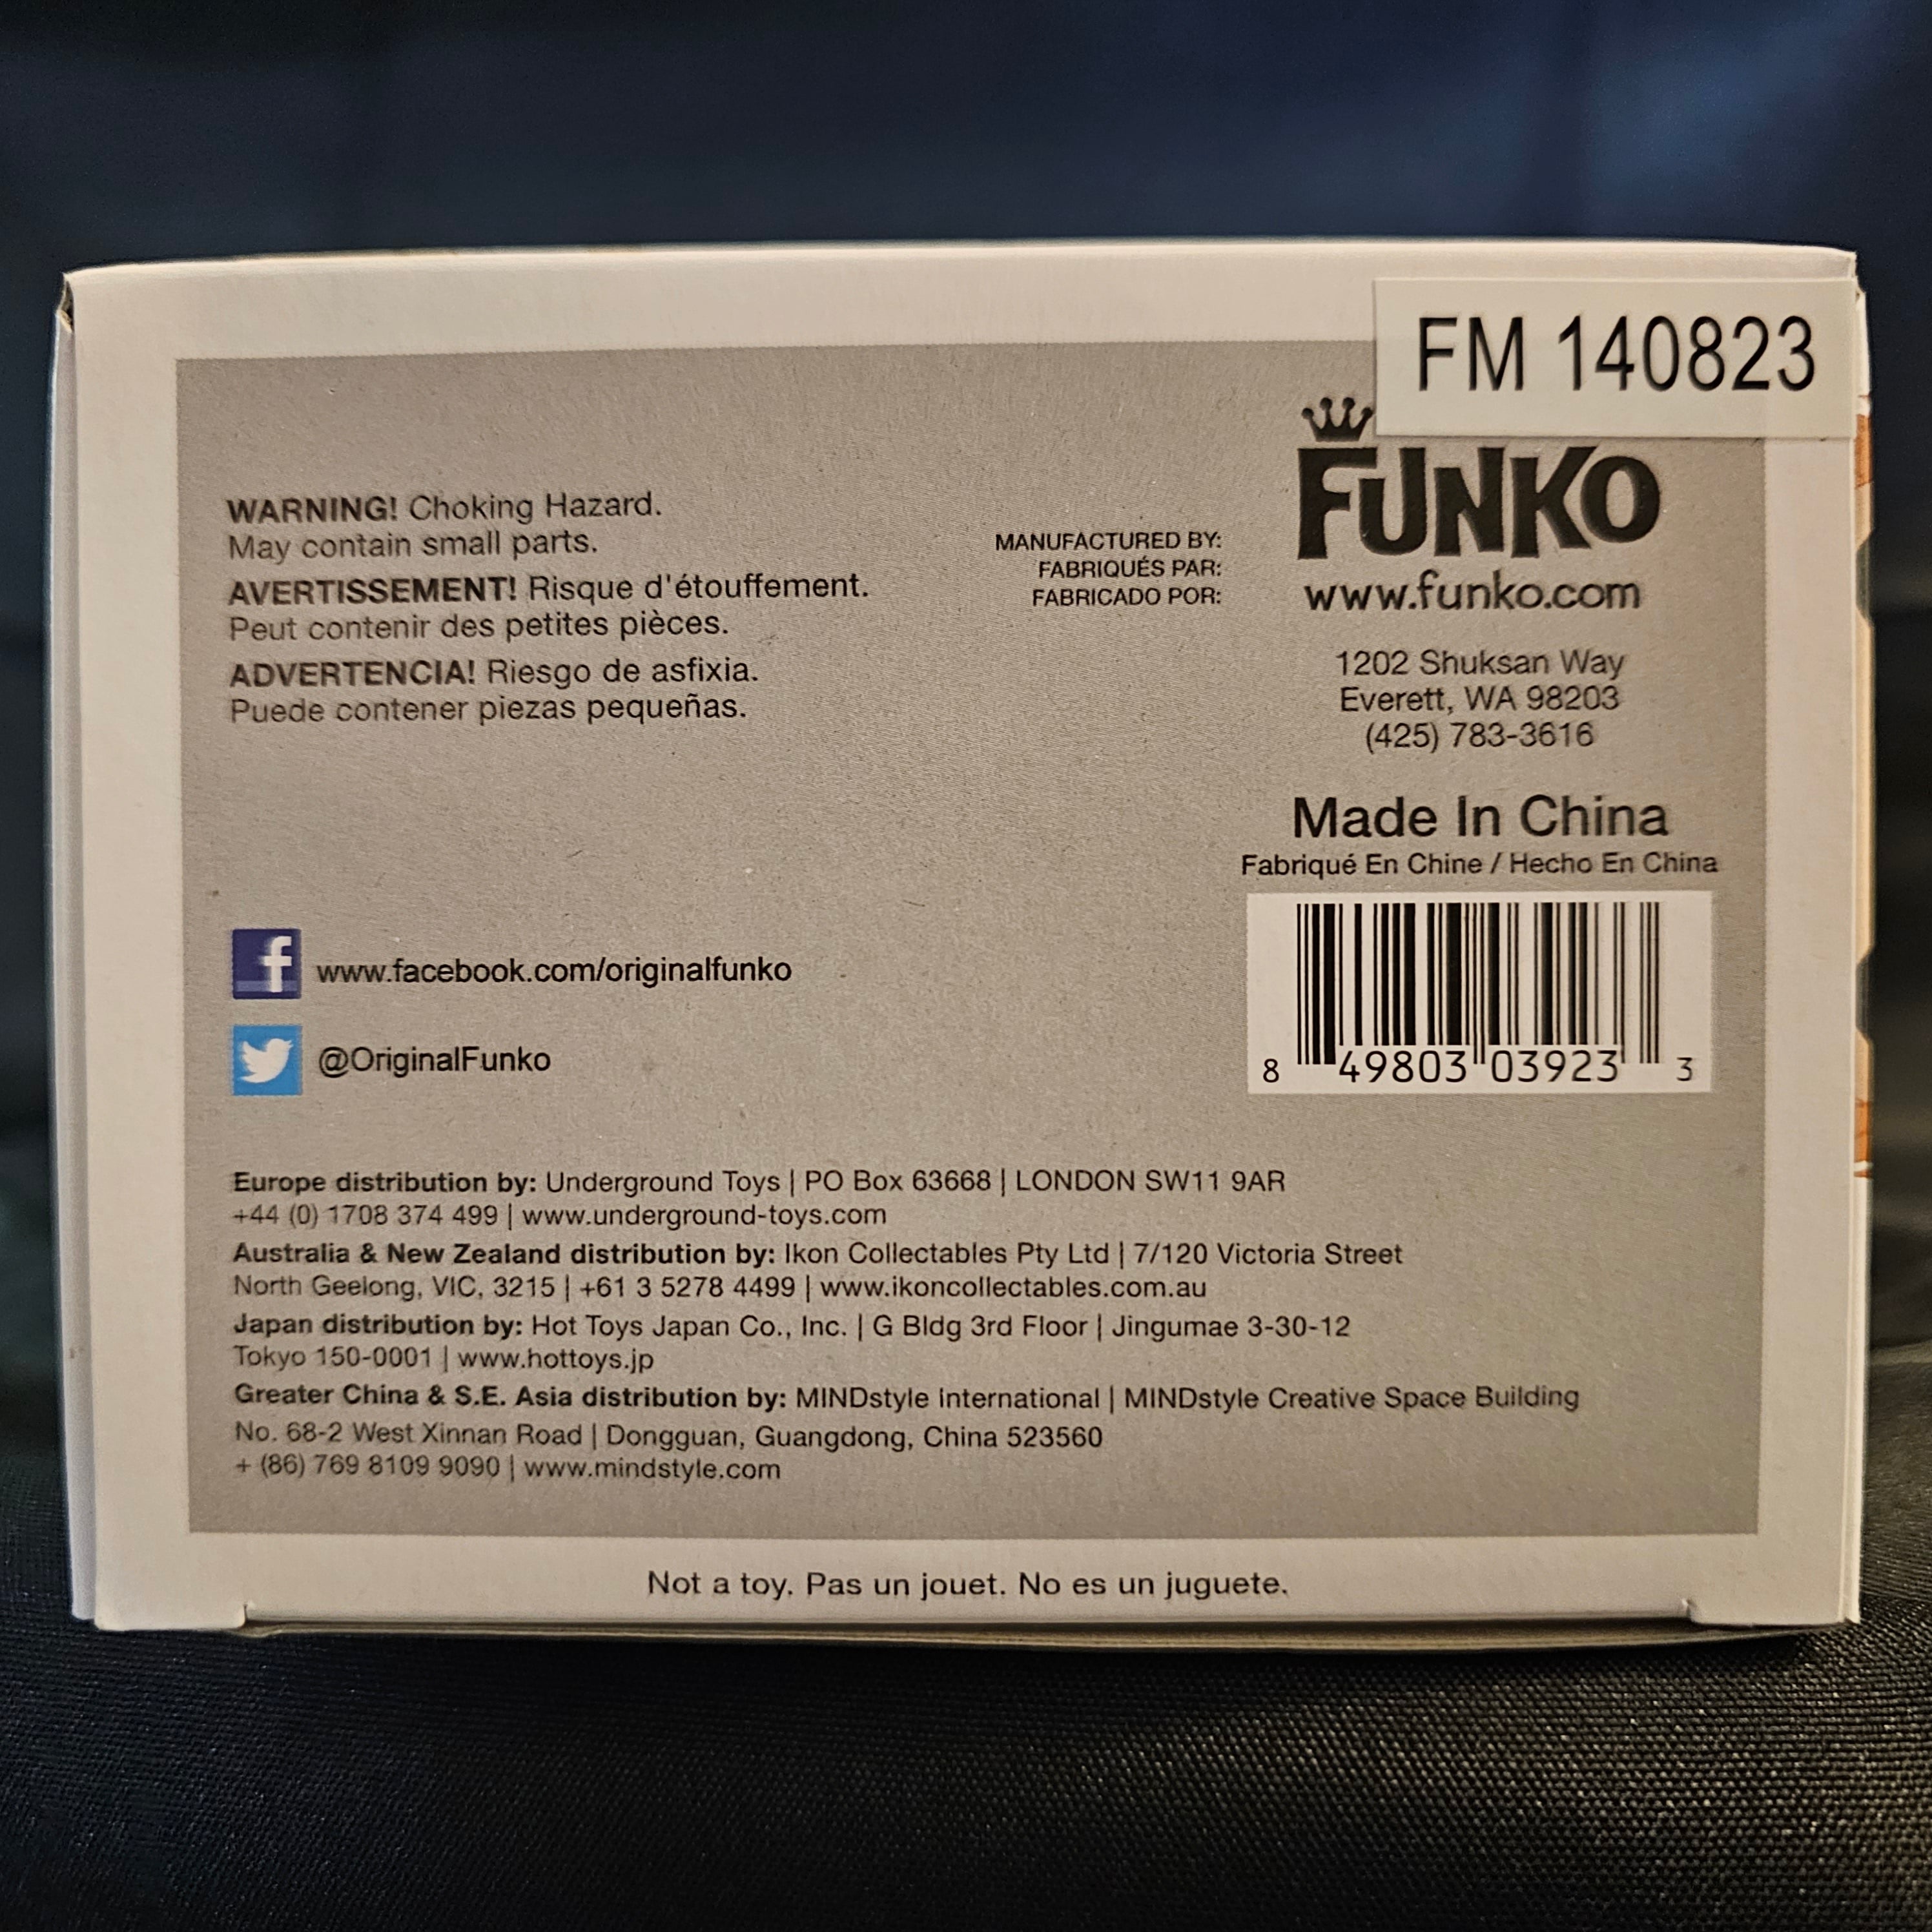 FM 140823
FUNKO
www.funko.com
1202 Shuksan Way
Everett, WA 98203
(425) 783-3616
MANUFACTURED BY:
FABRIQUÉS PAR:
FABRICADO POR:
WARNING! Choking Hazard.
May contain small parts.
AVERTISSEMENT! Risque d'étouffement.
Peut contenir des petites pièces.
ADVERTENCIA! Riesgo de asfixia.
Puede contener piezas pequeñas.
Made In China
Fabriqué En Chine / Hecho En China
8 49803 03923 3
f www.facebook.com/originalfunko
@OriginalFunko
Europe distribution by: Underground Toys | PO Box 63668 | LONDON SW11 9AR
+44 (0) 1708 374 499 | www.underground-toys.com
Australia & New Zealand distribution by: Ikon Collectables Pty Ltd | 7/120 Victoria Street
North Geelong, VIC, 3215 | +61 3 5278 4499 | www.ikoncollectables.com.au
Japan distribution by: Hot Toys Japan Co., Inc. | G Bldg 3rd Floor | Jingumae 3-30-12
Tokyo 150-0001 | www.hottoys.jp
Greater China & S.E. Asia distribution by: MINDstyle International | MINDstyle Creative Space Building
No. 68-2 West Xinnan Road | Dongguan, Guangdong, China 523560
+ (86) 769 8109 9090 | www.mindstyle.com
Not a toy. Pas un jouet. No es un juguete.